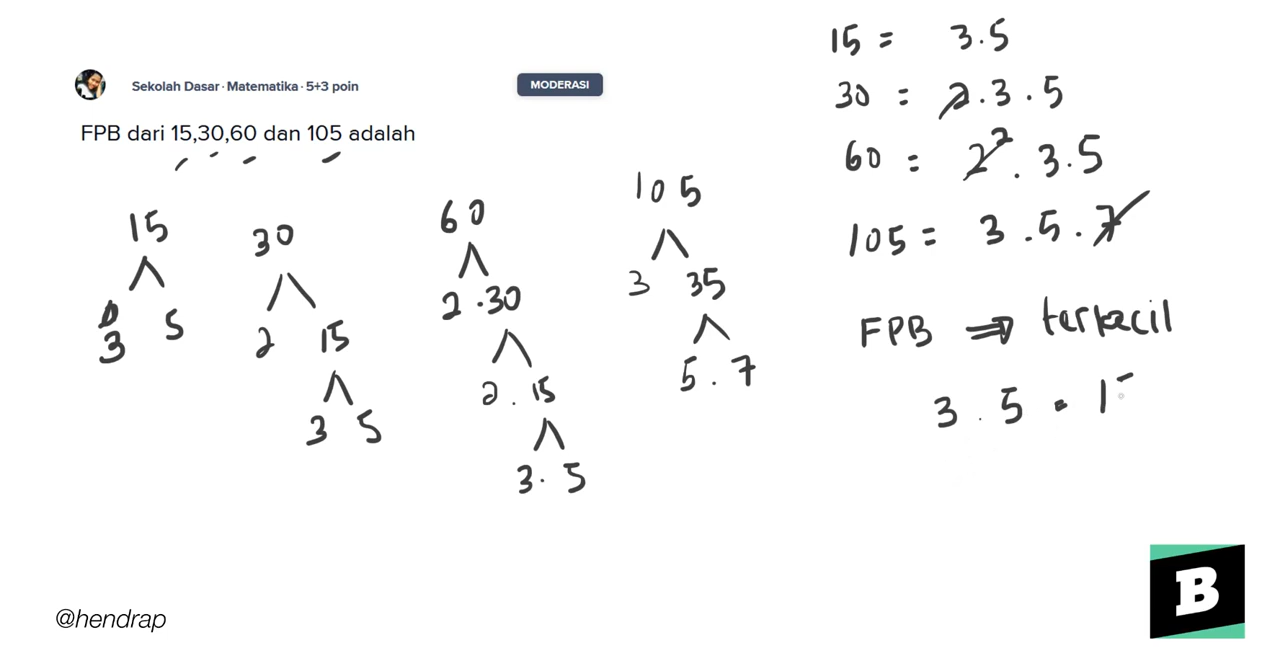 Sekolah Dasar · Matematika · 5+3 poin
MODERASI
FPB dari 15,30,60 dan 105 adalah
15
3 5
30
2 15
3 5
60
2 . 30
2 . 15
3 . 5
105
3 35
5 . 7
15 = 3.5
30 = 2.3.5
60 = 2². 3.5
105 = 3.5.7
FPB ⇒ terkecil
3 . 5 = 15
@hendrap
B